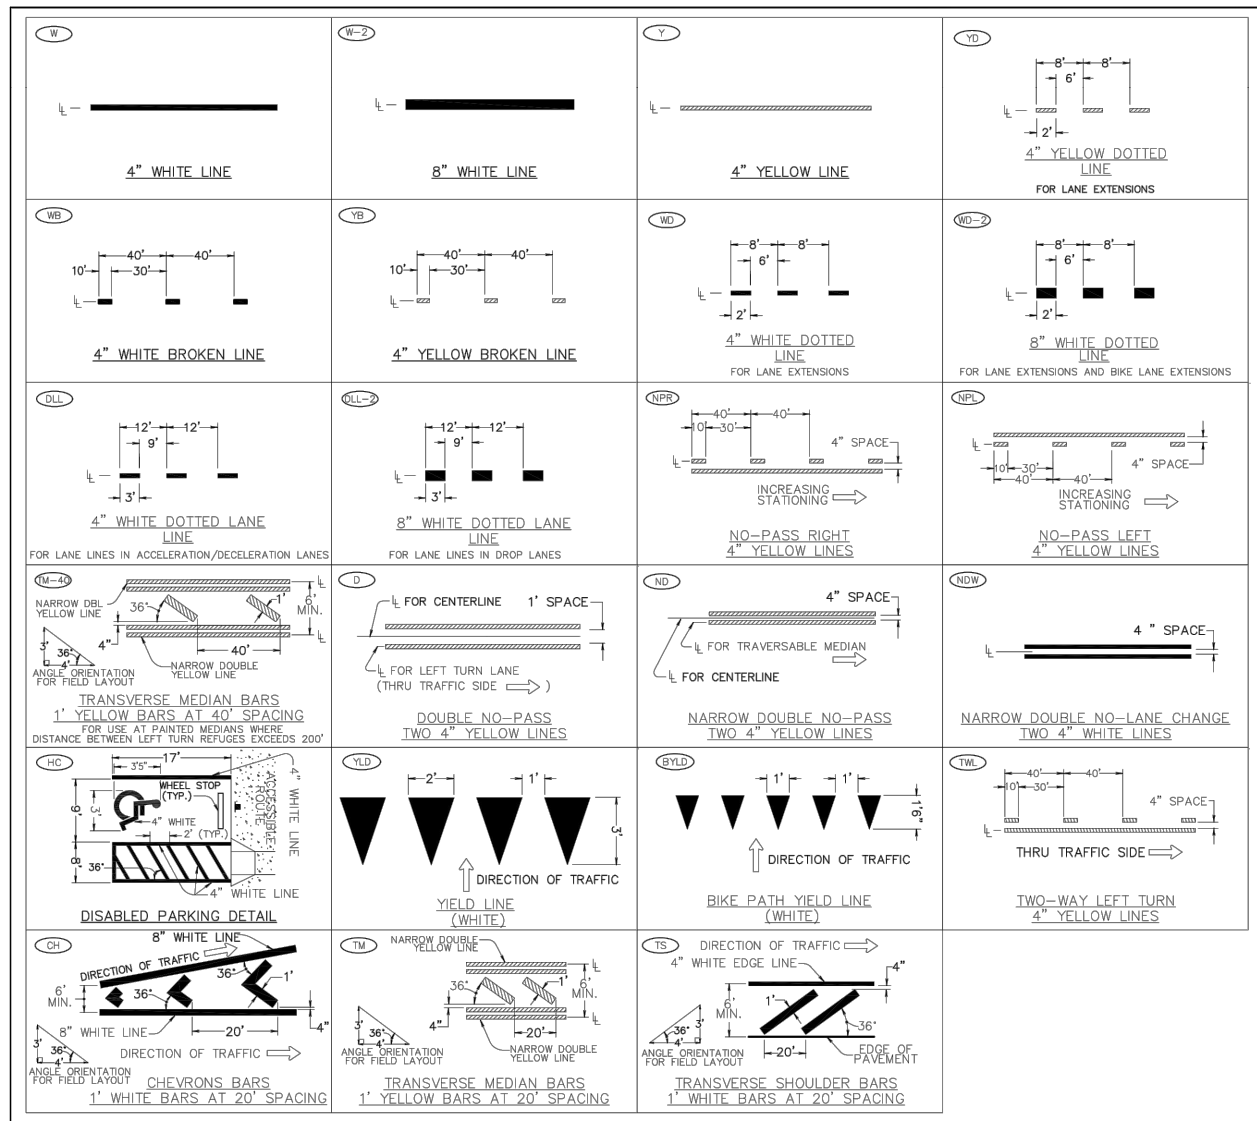 W
4" WHITE LINE
W-2
8" WHITE LINE
Y
4" YELLOW LINE
YD
8' 8'
6'
2'
4" YELLOW DOTTED
LINE
FOR LANE EXTENSIONS
WB
40' 40'
10' 30'
4" WHITE BROKEN LINE
YB
40' 40'
10' 30'
4" YELLOW BROKEN LINE
WD
8' 8'
6'
2'
4" WHITE DOTTED
LINE
FOR LANE EXTENSIONS
WD-2
8' 8'
6'
2'
8" WHITE DOTTED
LINE
FOR LANE EXTENSIONS AND BIKE LANE EXTENSIONS
DLL
12' 12'
9'
3'
4" WHITE DOTTED LANE
LINE
FOR LANE LINES IN ACCELERATION/DECELERATION LANES
DLL-2
12' 12'
9'
3'
8" WHITE DOTTED LANE
LINE
FOR LANE LINES IN DROP LANES
NPR
40' 40'
10' 30'
4" SPACE
INCREASING
STATIONING
NO-PASS RIGHT
4" YELLOW LINES
NPL
4" SPACE
10' 30'
40' 40'
INCREASING
STATIONING
NO-PASS LEFT
4" YELLOW LINES
TM-40
NARROW DBL
YELLOW LINE
36° 1' 6'
MIN.
4" 40'
3' 36°
4'
ANGLE ORIENTATION
FOR FIELD LAYOUT
NARROW DOUBLE
YELLOW LINE
TRANSVERSE MEDIAN BARS
1' YELLOW BARS AT 40' SPACING
FOR USE AT PAINTED MEDIANS WHERE
DISTANCE BETWEEN LEFT TURN REFUGES EXCEEDS 200'
D
FOR CENTERLINE 1' SPACE
FOR LEFT TURN LANE
(THRU TRAFFIC SIDE )
DOUBLE NO-PASS
TWO 4" YELLOW LINES
ND
4" SPACE
FOR TRAVERSABLE MEDIAN
FOR CENTERLINE
NARROW DOUBLE NO-PASS
TWO 4" YELLOW LINES
NDW
4 " SPACE
NARROW DOUBLE NO-LANE CHANGE
TWO 4" WHITE LINES
HC
17'
3'5"
WHEEL STOP
(TYP.)
9' 3'
4" WHITE
2' (TYP.)
8' 36°
4" WHITE LINE
ACCESSIBLE
ROUTE
4" WHITE LINE
DISABLED PARKING DETAIL
YLD
2' 1'
3'
DIRECTION OF TRAFFIC
YIELD LINE
(WHITE)
BYLD
1' 1'
1'6"
DIRECTION OF TRAFFIC
BIKE PATH YIELD LINE
(WHITE)
TWL
40' 40'
10' 30'
4" SPACE
THRU TRAFFIC SIDE
TWO-WAY LEFT TURN
4" YELLOW LINES
CH
8" WHITE LINE
DIRECTION OF TRAFFIC
36°
6'
MIN.
36° 1'
8" WHITE LINE 20' 4"
3' 36°
4'
DIRECTION OF TRAFFIC
ANGLE ORIENTATION
FOR FIELD LAYOUT
CHEVRONS BARS
1' WHITE BARS AT 20' SPACING
TM
NARROW DOUBLE
YELLOW LINE
36° 1' 6'
MIN.
4" 20'
3' 36°
4'
ANGLE ORIENTATION
FOR FIELD LAYOUT
NARROW DOUBLE
YELLOW LINE
TRANSVERSE MEDIAN BARS
1' YELLOW BARS AT 20' SPACING
TS
DIRECTION OF TRAFFIC
4" WHITE EDGE LINE 4"
6'
MIN.
1'
36°
20'
36° 3'
4'
EDGE OF
PAVEMENT
ANGLE ORIENTATION
FOR FIELD LAYOUT
TRANSVERSE SHOULDER BARS
1' WHITE BARS AT 20' SPACING